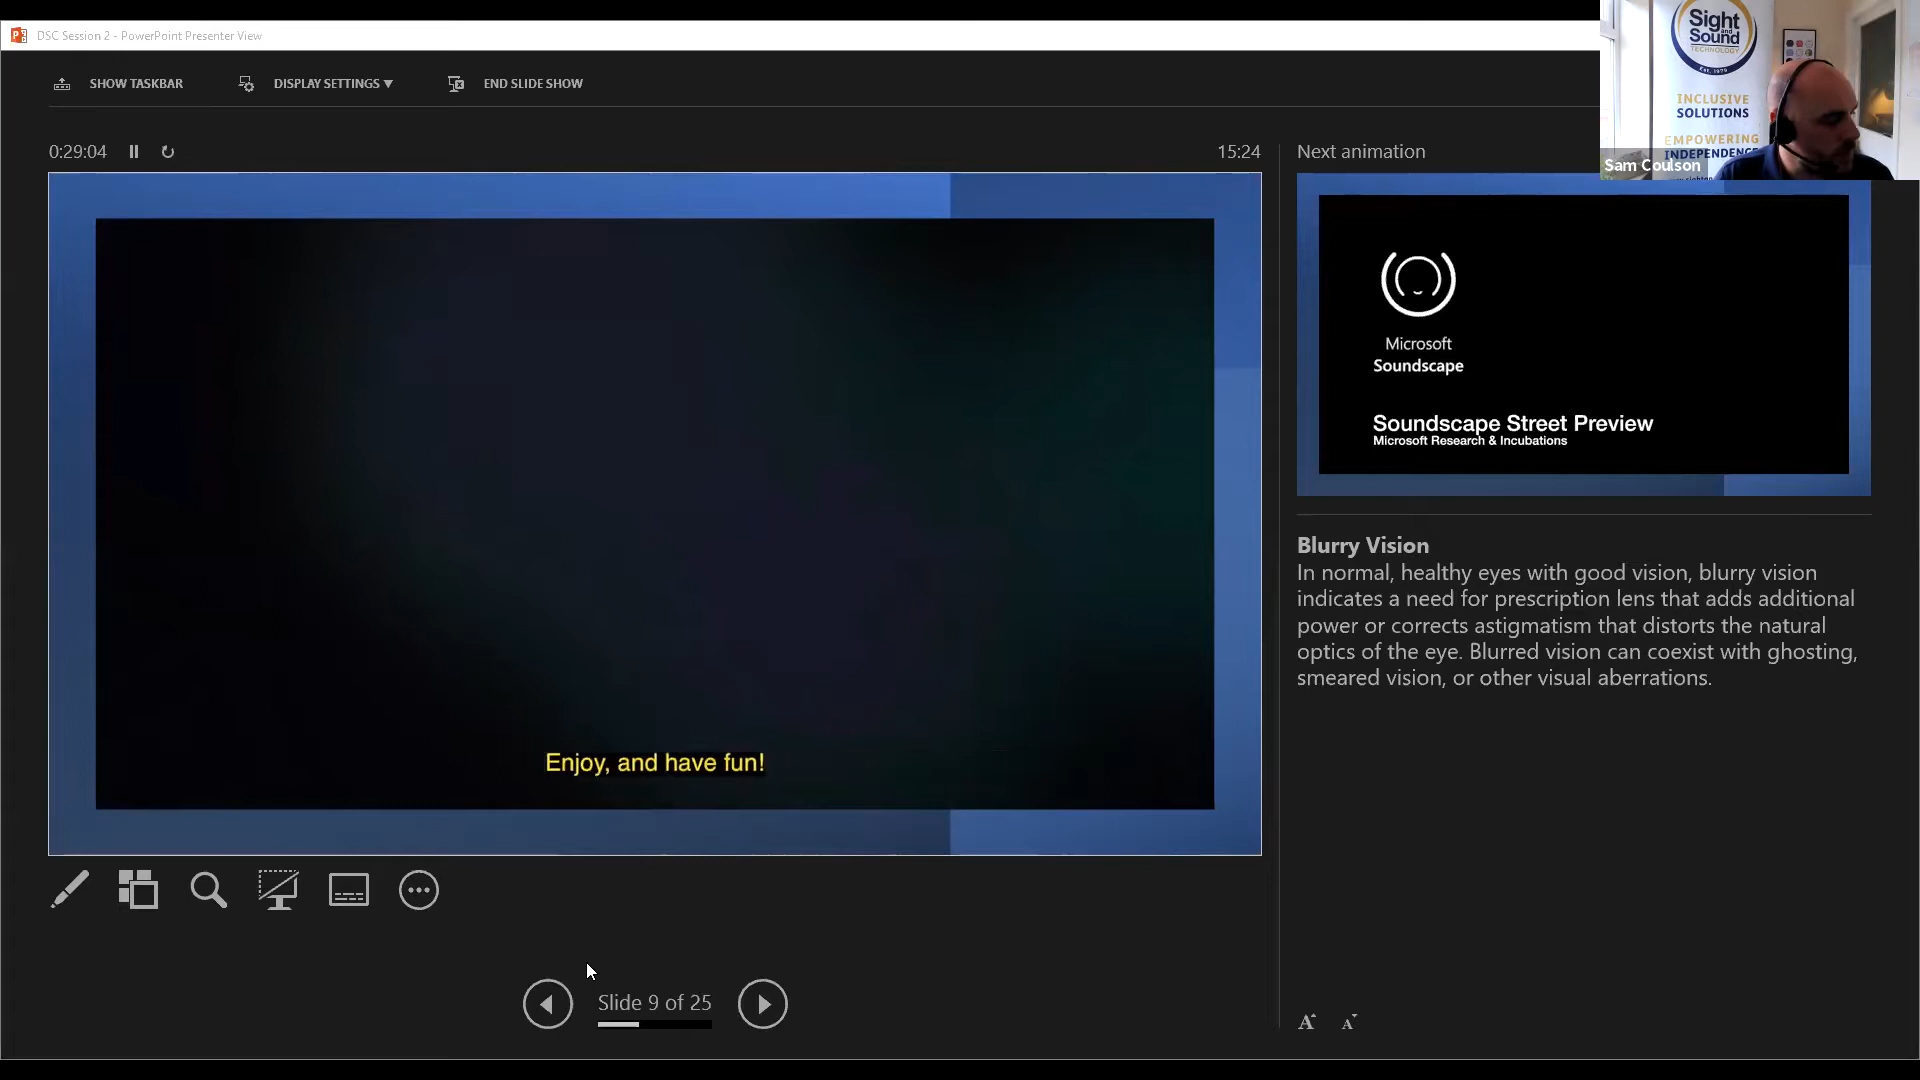 DSC Session 2 - PowerPoint Presenter View
SHOW TASKBAR
DISPLAY SETTINGS ▼
END SLIDE SHOW
0:29:04
15:24
Next animation
Sight
and
Sound
TECHNOLOGY
Est. 1979
INCLUSIVE
SOLUTIONS
EMPOWERING
INDEPENDENCE
Sam Coulson
Enjoy, and have fun!
Microsoft
Soundscape
Soundscape Street Preview
Microsoft Research & Incubations
Blurry Vision
In normal, healthy eyes with good vision, blurry vision
indicates a need for prescription lens that adds additional
power or corrects astigmatism that distorts the natural
optics of the eye. Blurred vision can coexist with ghosting,
smeared vision, or other visual aberrations.
Slide 9 of 25
A A